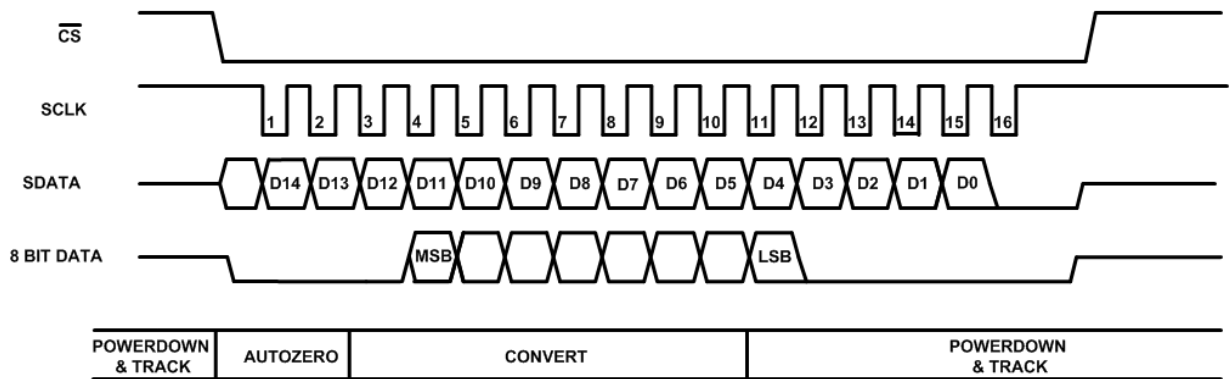 CS
SCLK
1 2 3 4 5 6 7 8 9 10 11 12 13 14 15 16
SDATA
D14 D13 D12 D11 D10 D9 D8 D7 D6 D5 D4 D3 D2 D1 D0
8 BIT DATA
MSB LSB
POWERDOWN
& TRACK
AUTOZERO
CONVERT
POWERDOWN
& TRACK